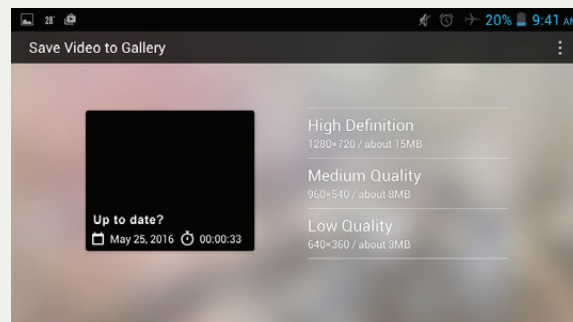 28°
20%
9:41 AM
Save Video to Gallery
High Definition
1280×720 / about 15MB
Medium Quality
960×540 / about 8MB
Low Quality
640×360 / about 3MB
Up to date?
May 25, 2016 00:00:33